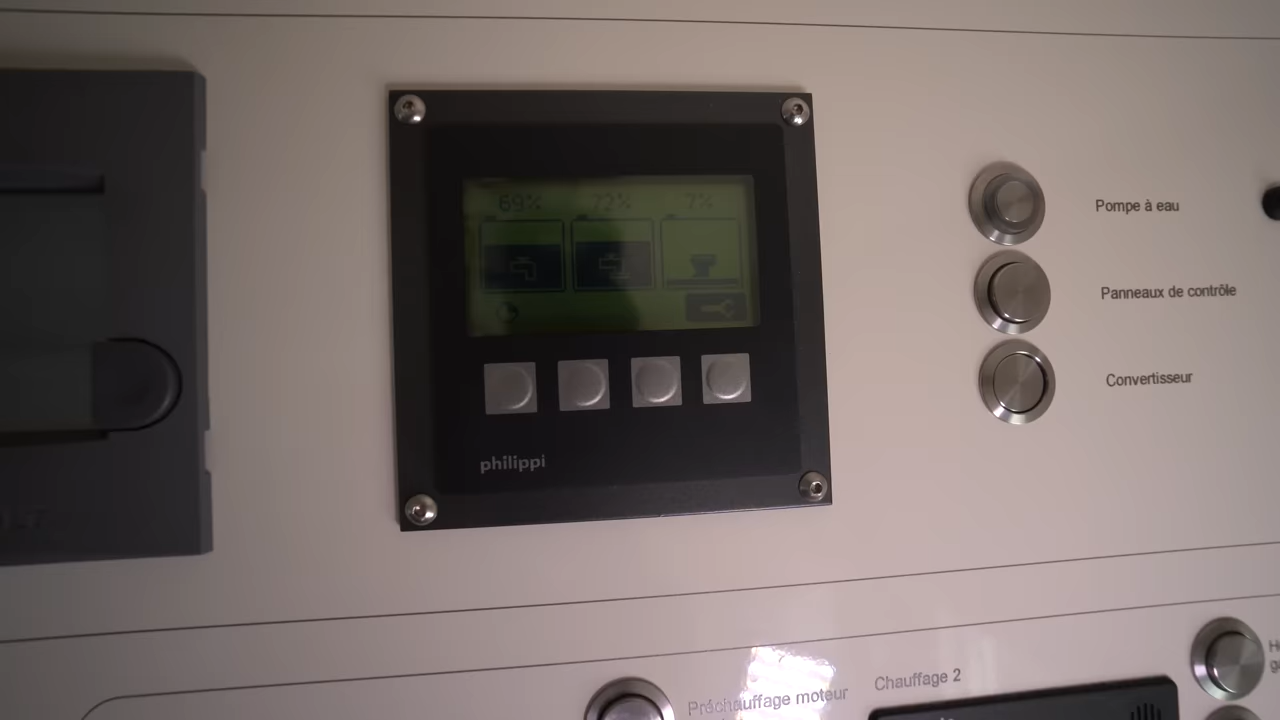 69% 72% 7%
philippi
Pompe à eau
Panneaux de contrôle
Convertisseur
Préchauffage moteur
Chauffage 2